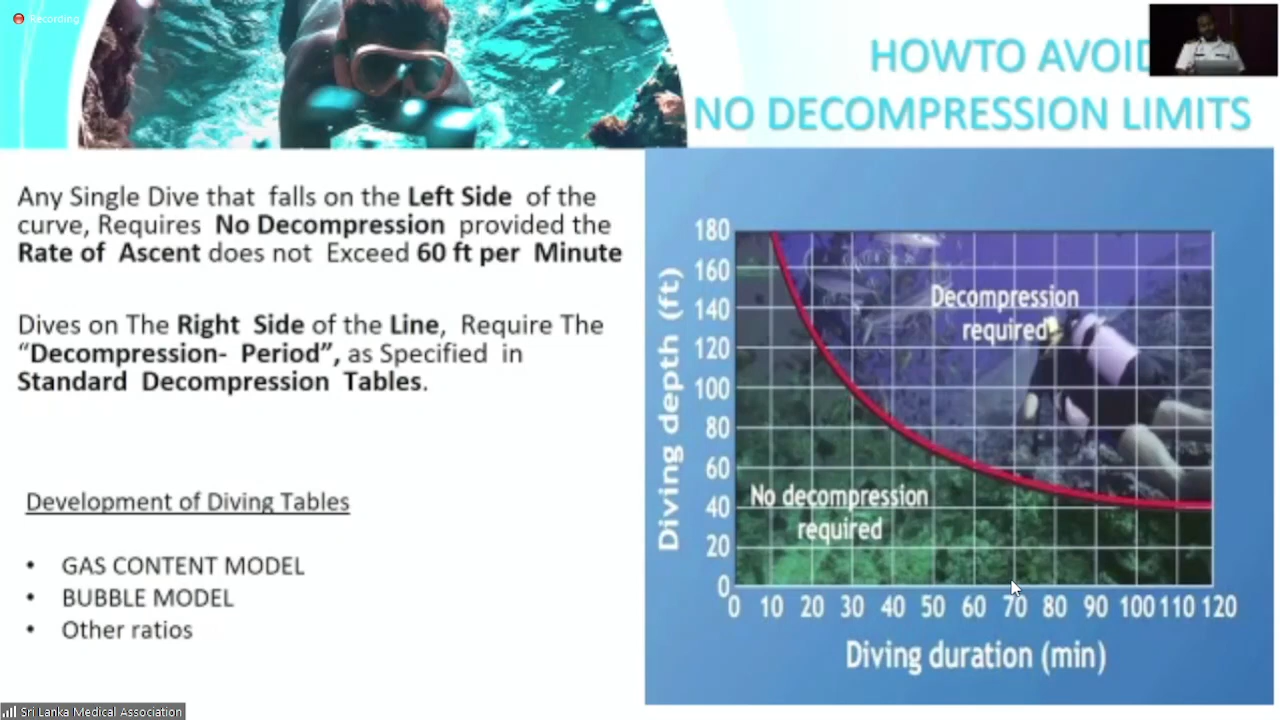 Recording
HOWTO AVOID
NO DECOMPRESSION LIMITS
Any Single Dive that falls on the Left Side of the
curve, Requires No Decompression provided the
Rate of Ascent does not Exceed 60 ft per Minute
Dives on The Right Side of the Line, Require The
“Decompression- Period”, as Specified in
Standard Decompression Tables.
Development of Diving Tables
• GAS CONTENT MODEL
• BUBBLE MODEL
• Other ratios
Diving depth (ft)
180
160
140
120
100
80
60
40
20
0
Decompression
required
No decompression
required
0 10 20 30 40 50 60 70 80 90 100 110 120
Diving duration (min)
Sri Lanka Medical Association